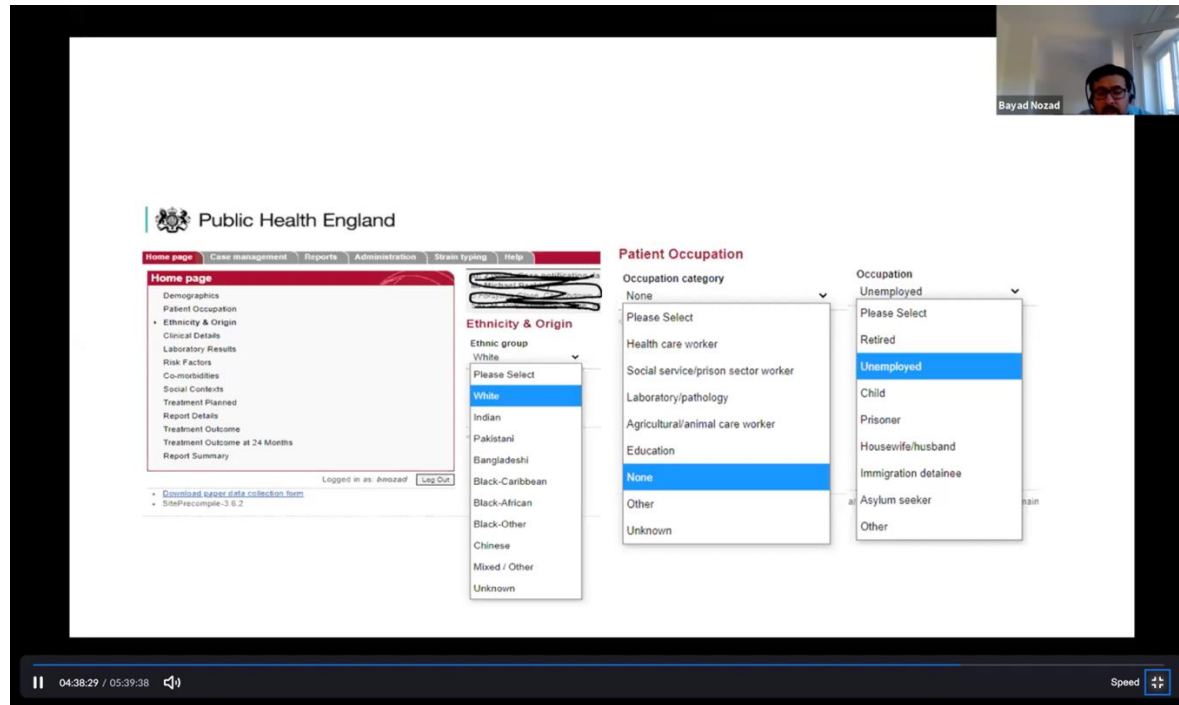 Bayad Nozad
Public Health England
Home page Case management Reports Administration Strain typing Help
Home page
Demographics
Patient Occupation
Ethnicity & Origin
Clinical Details
Laboratory Results
Risk Factors
Co-morbidities
Social Contexts
Treatment Planned
Report Details
Treatment Outcome
Treatment Outcome at 24 Months
Report Summary
Logged in as: bnozad Log Out
Download paper data collection form
SitePrecompile-3.6.2
Ethnicity & Origin
Ethnic group
White
Please Select
White
Indian
Pakistani
Bangladeshi
Black-Caribbean
Black-African
Black-Other
Chinese
Mixed / Other
Unknown
Patient Occupation
Occupation category
None
Please Select
Health care worker
Social service/prison sector worker
Laboratory/pathology
Agricultural/animal care worker
Education
None
Other
Unknown
Occupation
Unemployed
Please Select
Retired
Unemployed
Child
Prisoner
Housewife/husband
Immigration detainee
Asylum seeker
Other
04:38:29 / 05:39:38
Speed